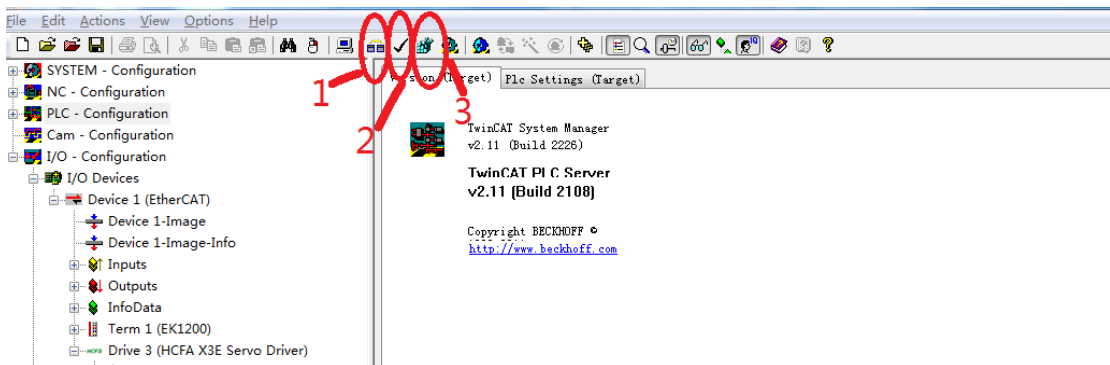 File Edit Actions View Options Help
SYSTEM - Configuration
NC - Configuration
PLC - Configuration
Cam - Configuration
I/O - Configuration
I/O Devices
Device 1 (EtherCAT)
Device 1-Image
Device 1-Image-Info
Inputs
Outputs
InfoData
Term 1 (EK1200)
Drive 3 (HCFA X3E Servo Driver)
1
2
3
(Target) Plc Settings (Target)
TwinCAT System Manager
v2.11 (Build 2226)
TwinCAT PLC Server
v2.11 (Build 2108)
Copyright BECKHOFF ©
http://www.beckhoff.com